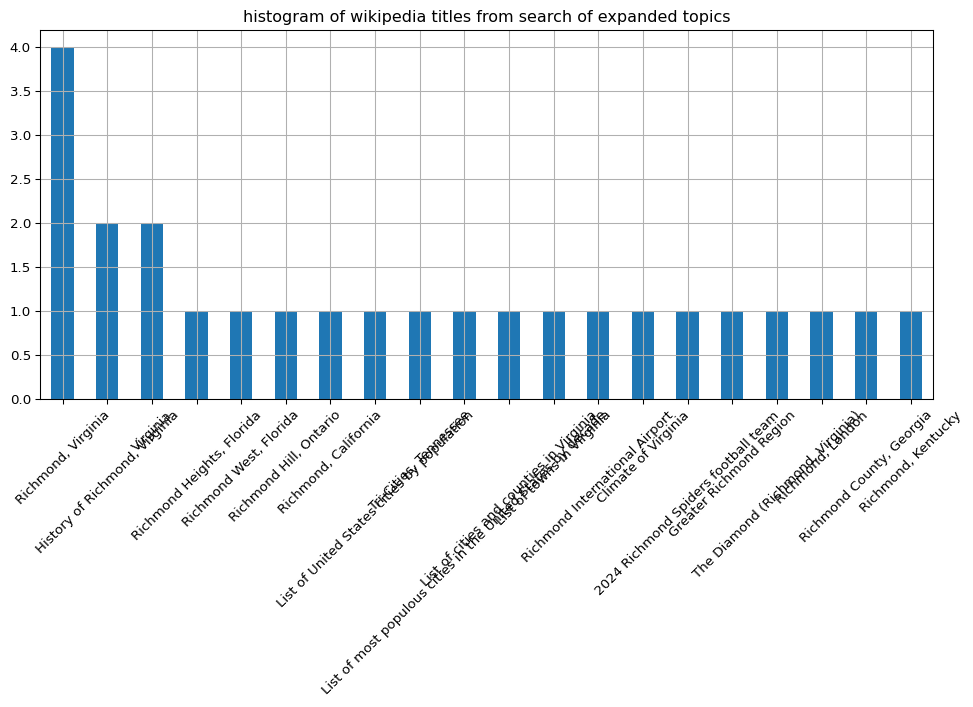 histogram of wikipedia titles from search of expanded topics
4.0
3.5
3.0
2.5
2.0
1.5
1.0
0.5
0.0
Richmond, Virginia
History of Richmond, Virginia
Virginia
Richmond Heights, Florida
Richmond West, Florida
Richmond Hill, Ontario
Richmond, California
List of United States cities by population
Tri-Cities, Tennessee
List of most populous cities in the United States by decade
List of cities and counties in Virginia
List of towns in Virginia
Richmond International Airport
Climate of Virginia
2024 Richmond Spiders football team
Greater Richmond Region
The Diamond (Richmond, Virginia)
Richmond, London
Richmond County, Georgia
Richmond, Kentucky